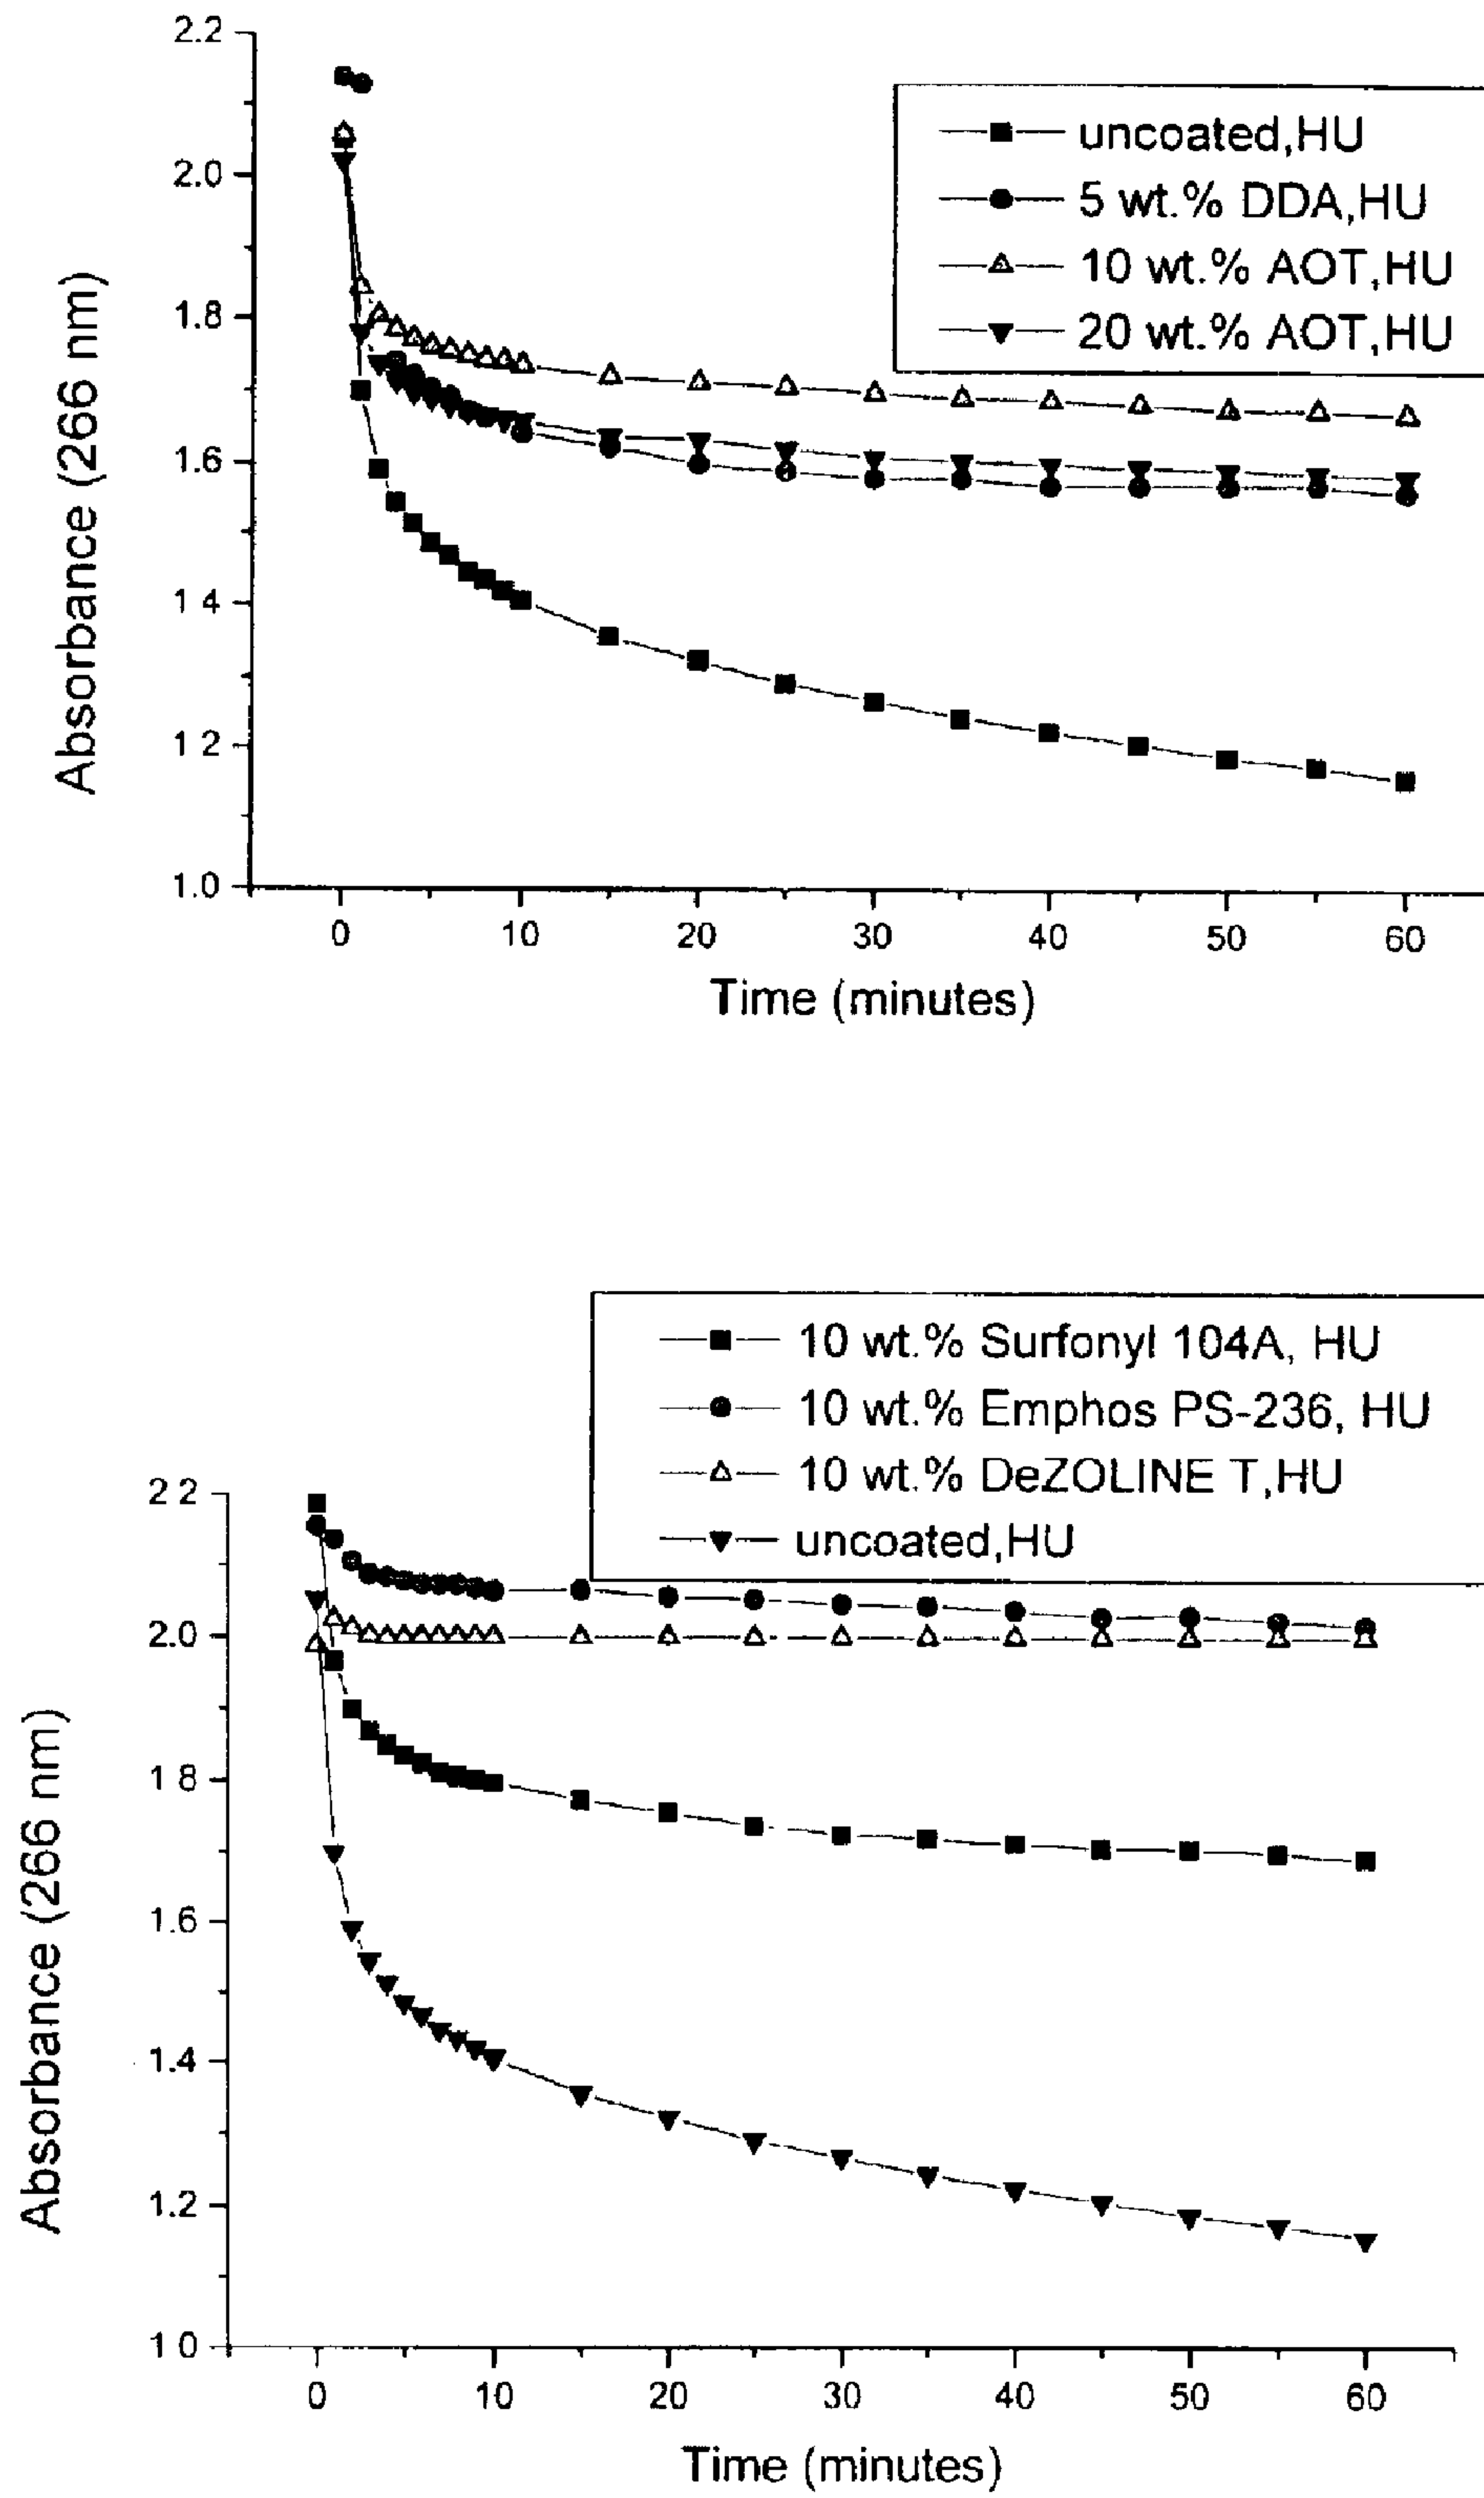 2.2
2.0
1.8
1.6
1 4
1 2
1.0
Absorbance (266 nm)
uncoated,HU
5 wt.% DDA,HU
10 wt.% AOT,HU
20 wt.% AOT,HU
0 10 20 30 40 50 60
Time (minutes)
10 wt.% Surfonyl 104A, HU
10 wt.% Emphos PS-236, HU
10 wt.% DeZOLINE T,HU
uncoated,HU
2 2
2.0
1 8
1.6
1.4
1.2
1 0
Absorbance (266 nm)
0 10 20 30 40 50 60
Time (minutes)